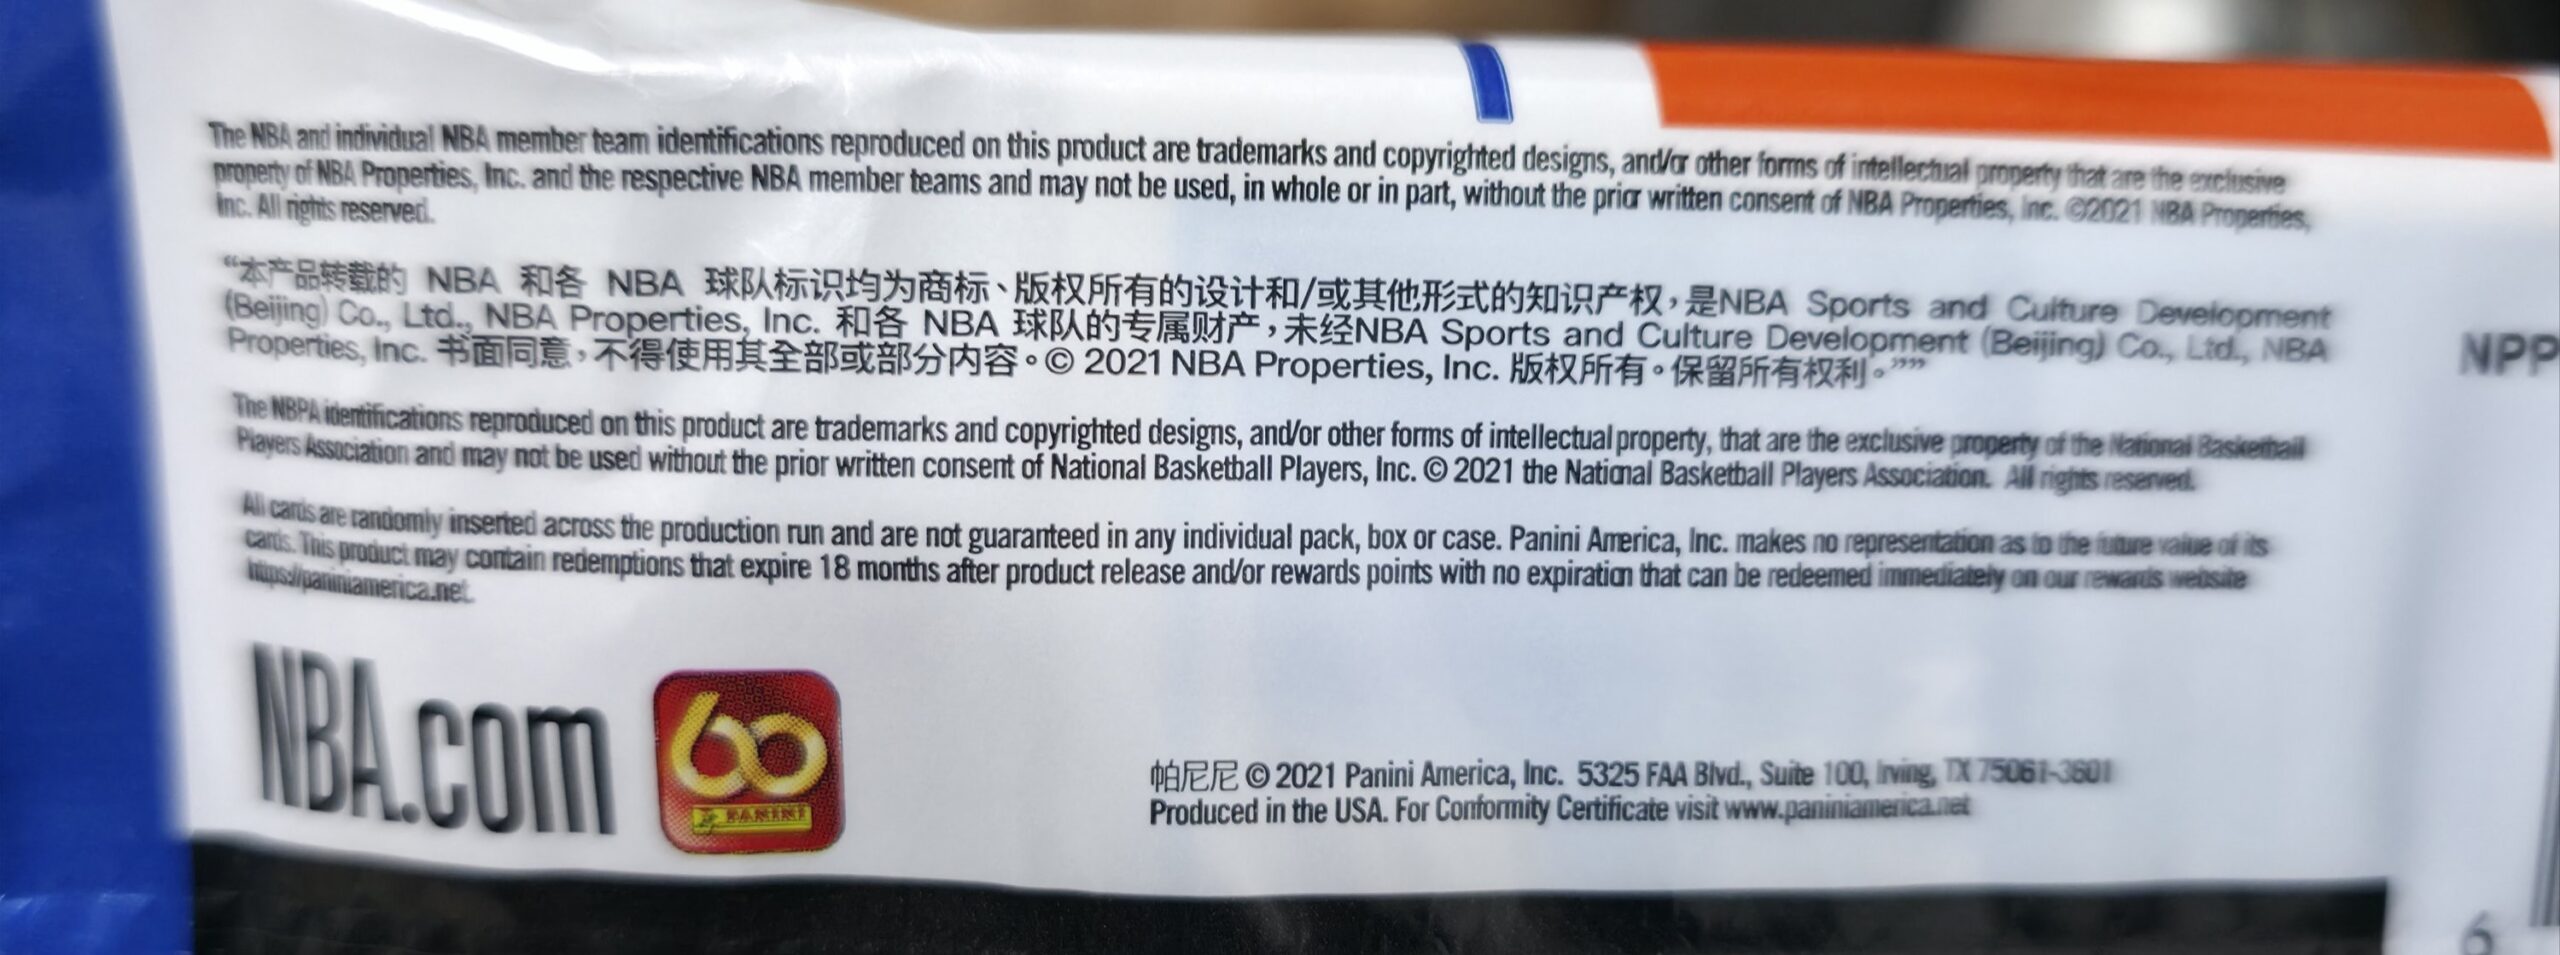 The NBA and individual NBA member team identifications reproduced on this product are trademarks and copyrighted designs, and/or other forms of intellectual property that are the exclusive
property of NBA Properties, Inc. and the respective NBA member teams and may not be used, in whole or in part, without the prior written consent of NBA Properties, Inc. ©2021 NBA Properties,
Inc. All rights reserved.
“本产品转载的 NBA 和各 NBA 球队标识均为商标、版权所有的设计和/或其他形式的知识产权，是NBA Sports and Culture Development
(Beijing) Co., Ltd., NBA Properties, Inc. 和各 NBA 球队的专属财产，未经NBA Sports and Culture Development (Beijing) Co., Ltd., NBA
Properties, Inc. 书面同意，不得使用其全部或部分内容。© 2021 NBA Properties, Inc. 版权所有。保留所有权利。””
The NBPA identifications reproduced on this product are trademarks and copyrighted designs, and/or other forms of intellectual property, that are the exclusive property of the National Basketball
Players Association and may not be used without the prior written consent of National Basketball Players, Inc. © 2021 the National Basketball Players Association. All rights reserved.
All cards are randomly inserted across the production run and are not guaranteed in any individual pack, box or case. Panini America, Inc. makes no representation as to the future value of its
cards. This product may contain redemptions that expire 18 months after product release and/or rewards points with no expiration that can be redeemed immediately on our rewards website
https://paniniamerica.net.
NBA.com
60
PANINI
帕尼尼 © 2021 Panini America, Inc. 5325 FAA Blvd., Suite 100, Irving, TX 75061-3601
Produced in the USA. For Conformity Certificate visit www.paniniamerica.net
NPP
6